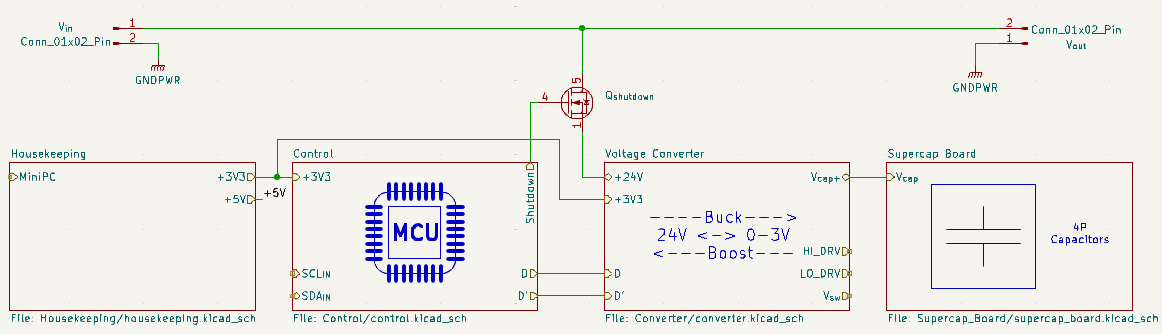 Vin 1
Conn_01x02_Pin 2
GNDPWR
2 Conn_01x02_Pin
1 Vout
GNDPWR
5
4 Qshutdown
1
Housekeeping
MiniPC
+3V3
+5V
+5V
File: Housekeeping/housekeeping.kicad_sch
Control
+3V3
Shutdown
MCU
SCLIN
SDAIN
D
D'
File: Control/control.kicad_sch
Voltage Converter
+24V
+3V3
Vcap+
----Buck--->
24V <-> 0-3V
<---Boost----
HI_DRV
LO_DRV
Vsw
D
D'
File: Converter/converter.kicad_sch
Supercap Board
Vcap
4P
Capacitors
File: Supercap_Board/supercap_board.kicad_sch